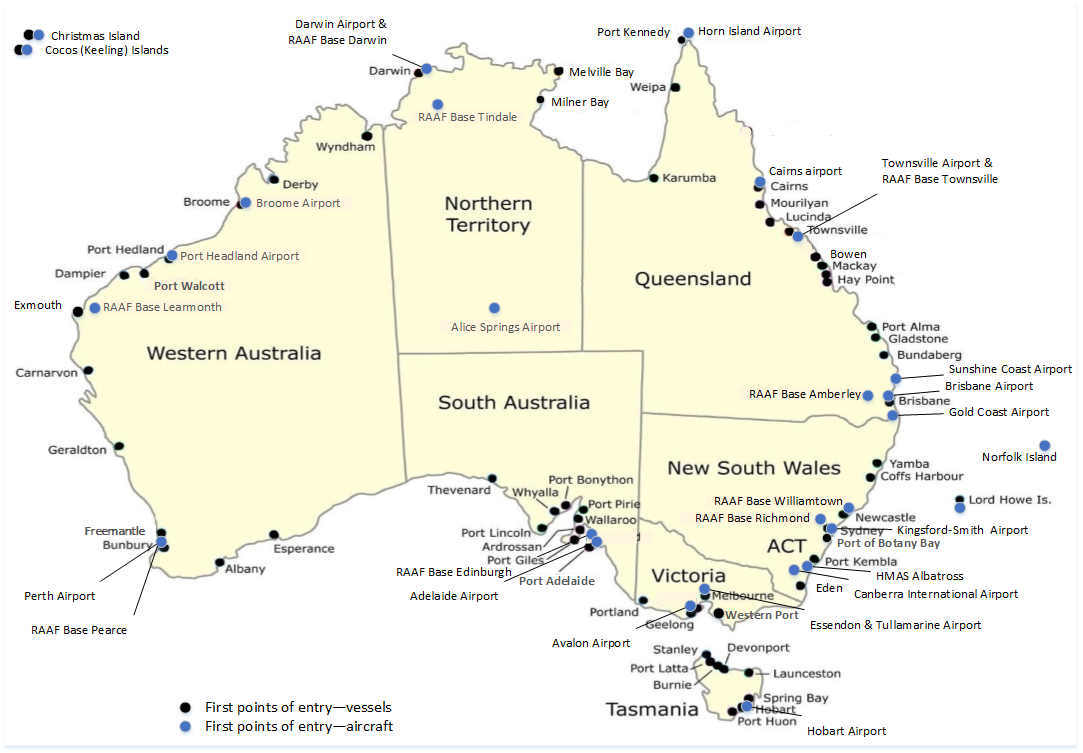 Christmas Island
Cocos (Keeling) Islands
Darwin Airport &
RAAF Base Darwin
Darwin
RAAF Base Tindale
Melville Bay
Milner Bay
Port Kennedy
Horn Island Airport
Weipa
Karumba
Wyndham
Derby
Broome
Broome Airport
Port Hedland
Port Headland Airport
Dampier
Port Walcott
Exmouth
RAAF Base Learmonth
Northern
Territory
Alice Springs Airport
Queensland
Cairns airport
Cairns
Mourilyan
Lucinda
Townsville
Townsville Airport &
RAAF Base Townsville
Bowen
Mackay
Hay Point
Port Alma
Gladstone
Bundaberg
Sunshine Coast Airport
Brisbane Airport
RAAF Base Amberley
Brisbane
Gold Coast Airport
Western Australia
Carnarvon
Geraldton
Freemantle
Bunbury
Perth Airport
RAAF Base Pearce
Albany
Esperance
South Australia
Thevenard
Whyalla
Port Bonython
Port Pirie
Wallaroo
Port Lincoln
Ardrossan
Port Giles
RAAF Base Edinburgh
Port Adelaide
Adelaide Airport
New South Wales
Norfolk Island
Yamba
Coffs Harbour
Lord Howe Is.
RAAF Base Williamtown
RAAF Base Richmond
Newcastle
Sydney
Kingsford-Smith Airport
Port of Botany Bay
ACT
Port Kembla
HMAS Albatross
Eden
Canberra International Airport
Victoria
Melbourne
Western Port
Essendon & Tullamarine Airport
Portland
Geelong
Avalon Airport
Stanley
Devonport
Port Latta
Burnie
Launceston
Tasmania
Spring Bay
Hobart
Port Huon
Hobart Airport
First points of entry—vessels
First points of entry—aircraft